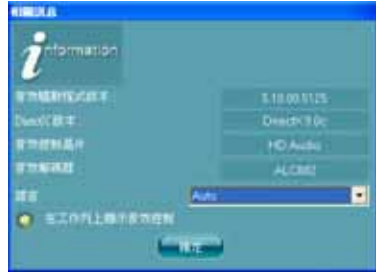 相關訊息
information
音效驅動程式版本: 5.10.00.5125
DirectX 版本: DirectX 9.0c
音效控制晶片 HD Audio
音效解碼器 ALC882
語言 Auto
在工作列上顯示音效控制
確定